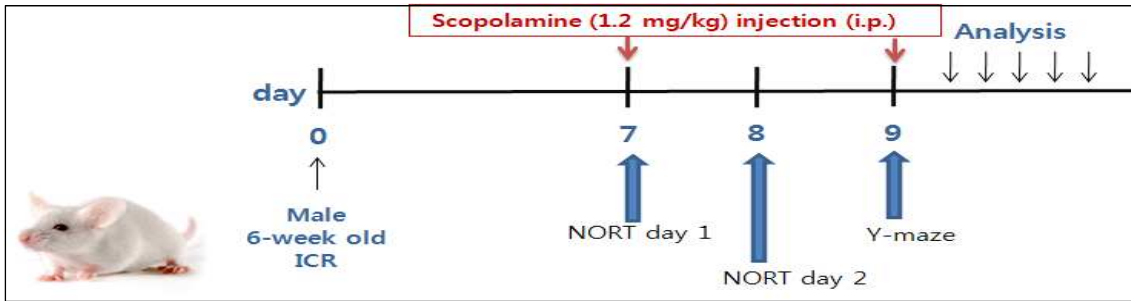 Scopolamine (1.2 mg/kg) injection (i.p.)
Analysis
day
0
7
8
9
Male
6-week old
ICR
NORT day 1
Y-maze
NORT day 2